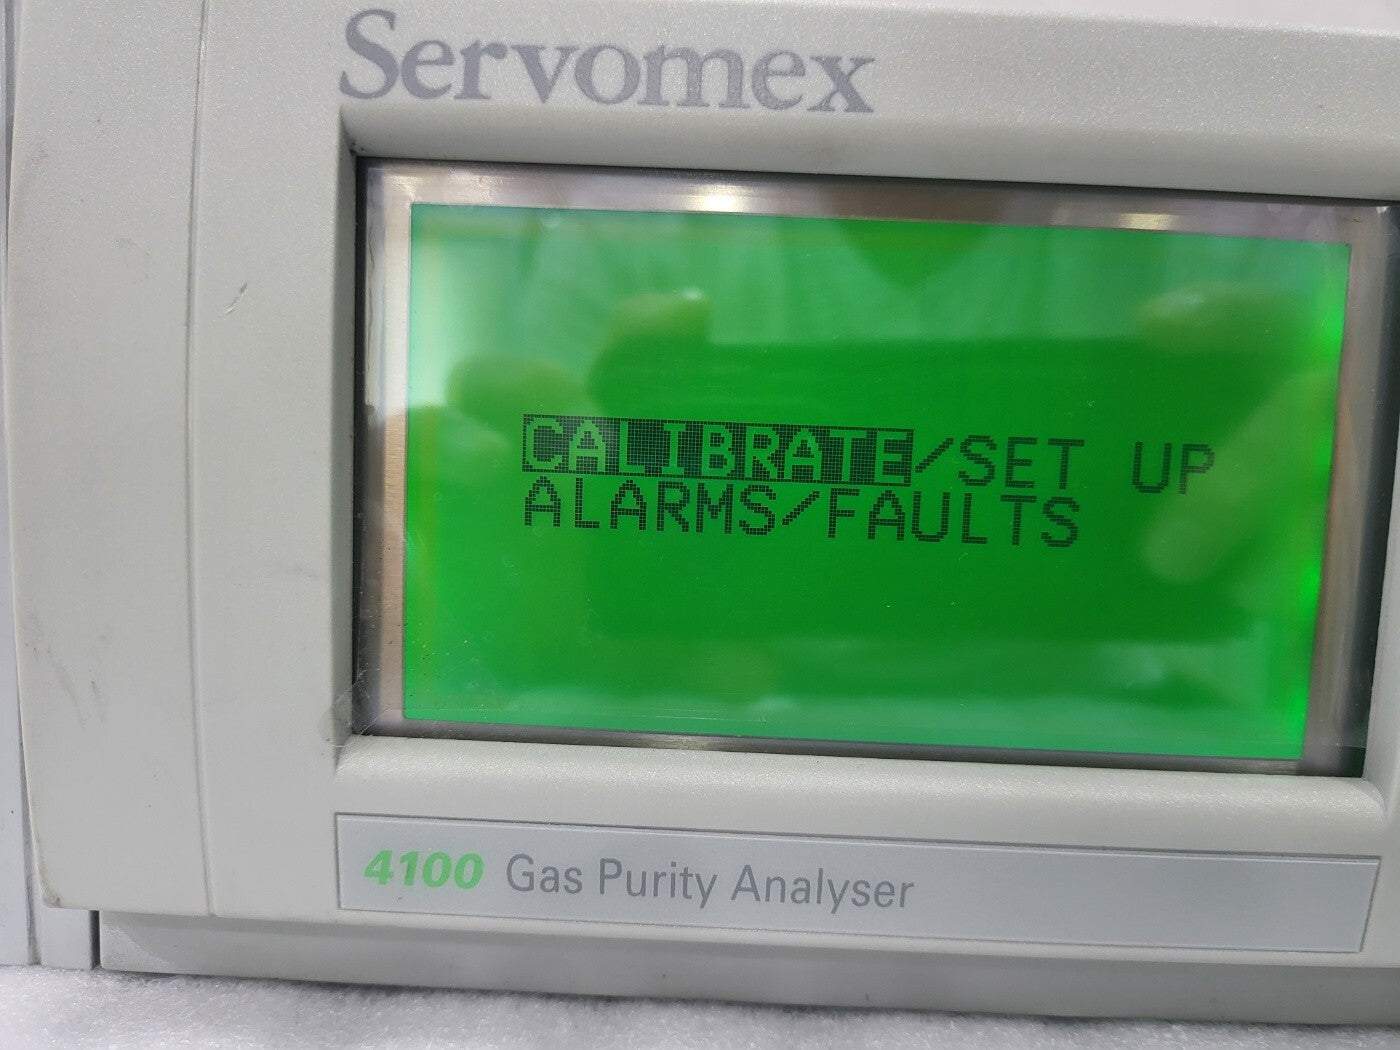 Servomex
CALIBRATE/SET UP
ALARMS/FAULTS
4100 Gas Purity Analyser